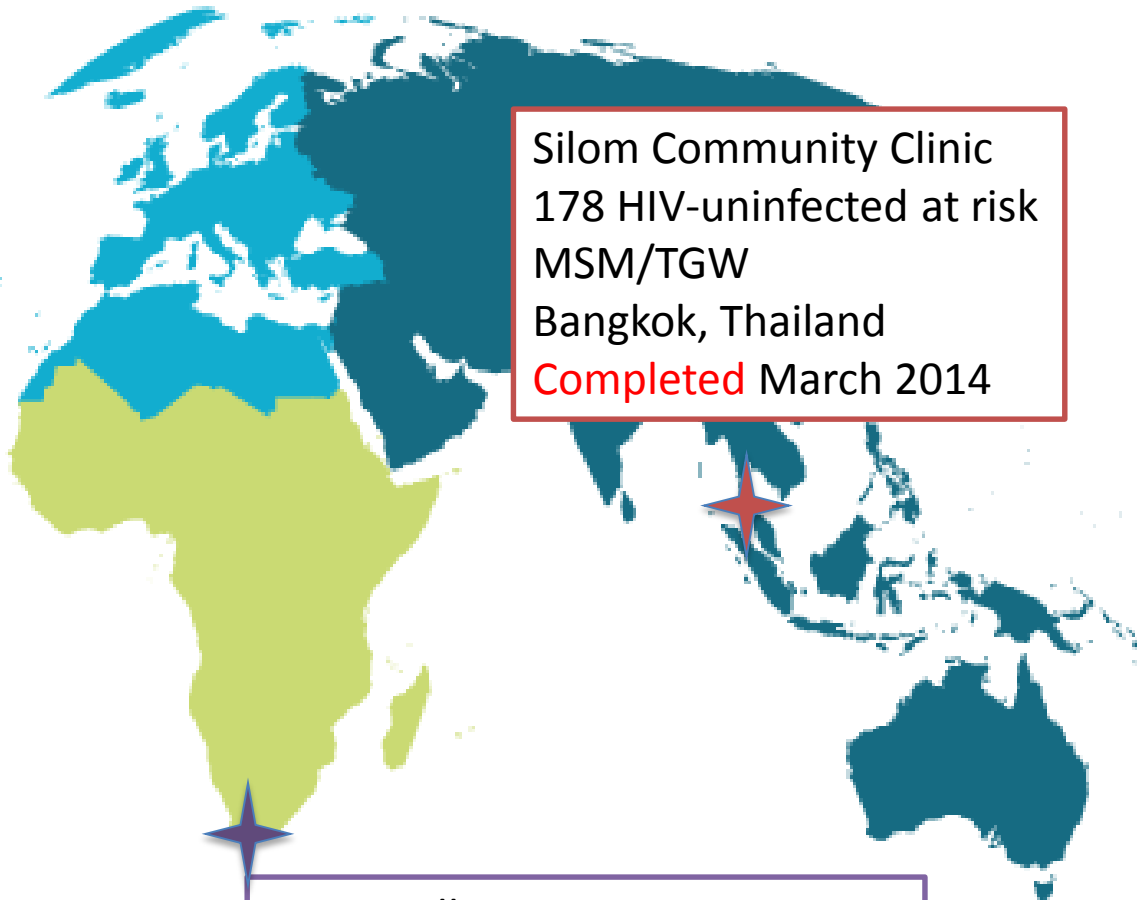 Silom Community Clinic
178 HIV-uninfected at risk
MSM/TGW
Bangkok, Thailand
Completed March 2014